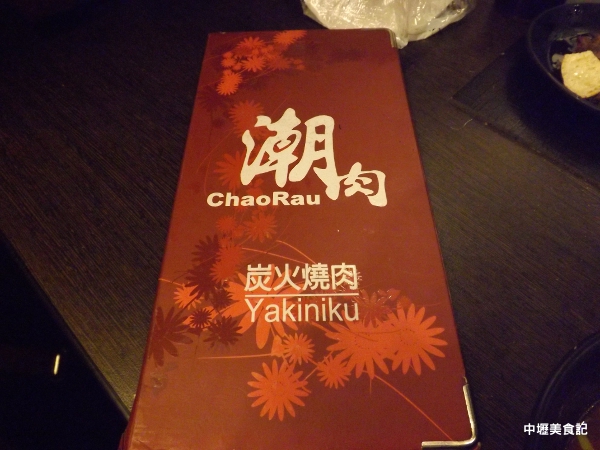 潮肉
ChaoRau
炭火燒肉
Yakiniku
中壢美食記